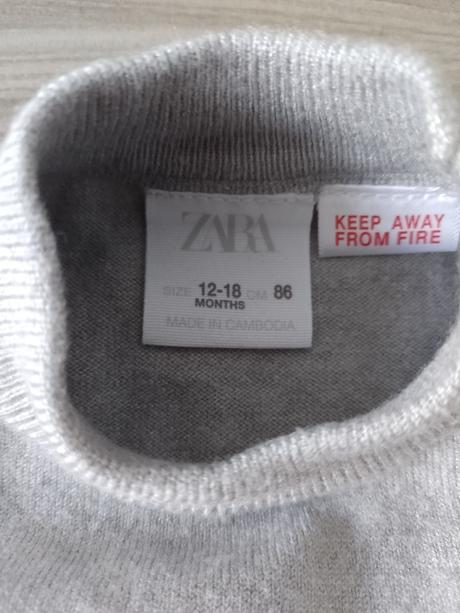 ZARA
SIZE 12-18 CM 86
MONTHS
MADE IN CAMBODIA
KEEP AWAY
FROM FIRE